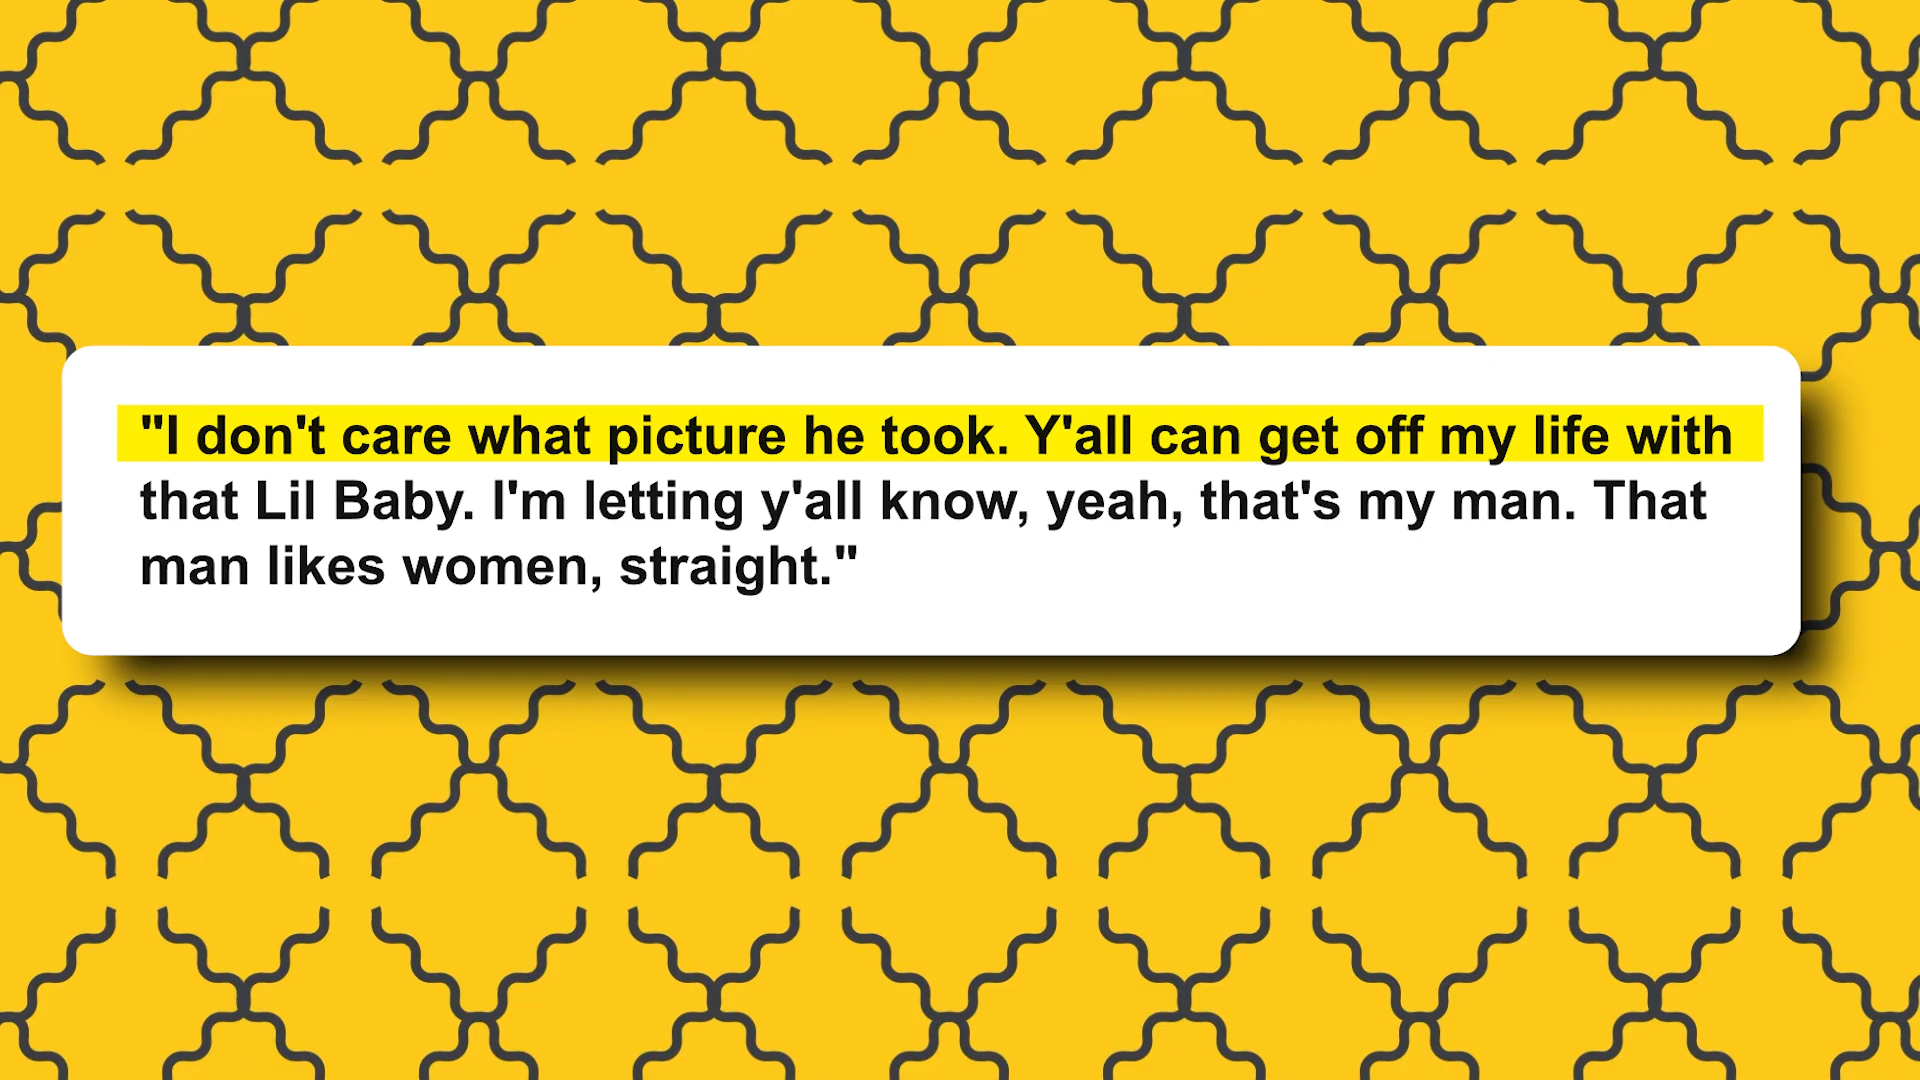 "I don't care what picture he took. Y'all can get off my life with
that Lil Baby. I'm letting y'all know, yeah, that's my man. That
man likes women, straight."